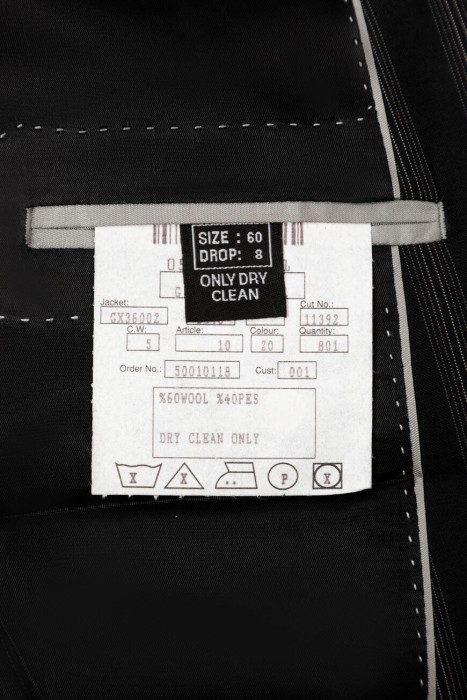 SIZE : 60
DROP: 8
ONLY DRY
CLEAN
Jacket: Cut No.:
GX36002 11392
C.W: Article: Colour: Quantity:
5 10 20 801
Order No.: 50010118 Cust: 001
%60WOOL %40PES
DRY CLEAN ONLY
X X P X